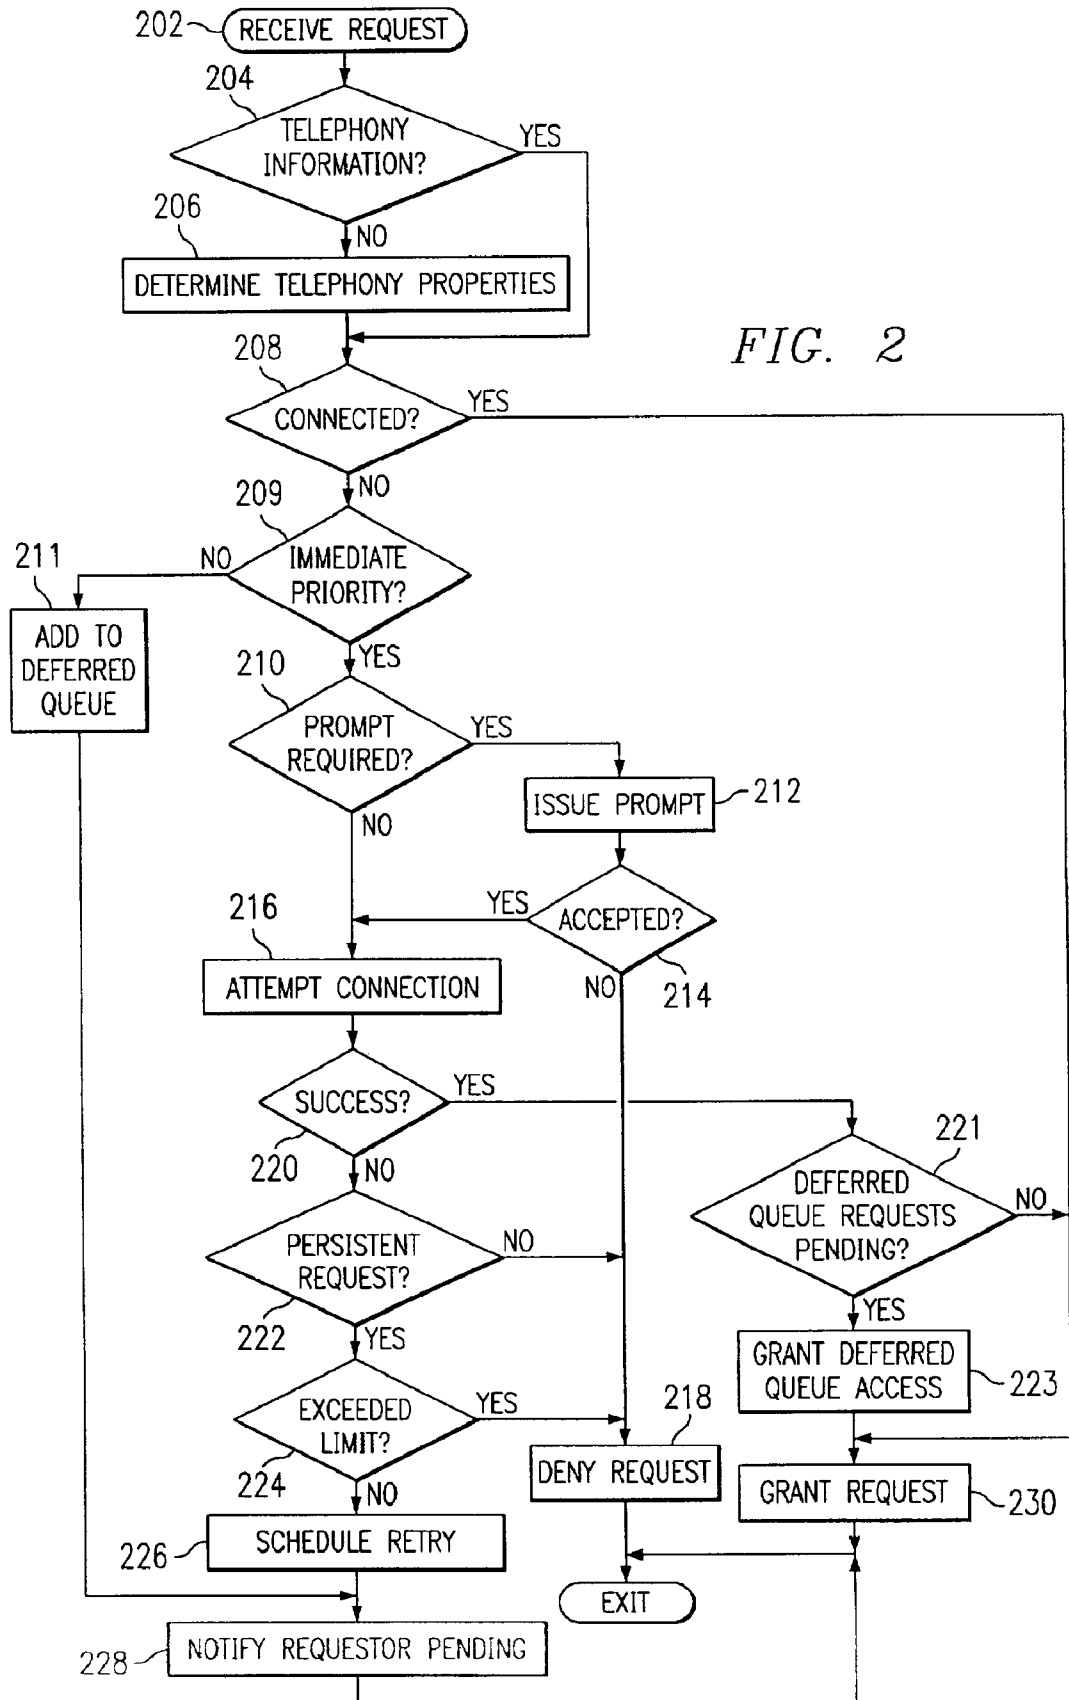 202
RECEIVE REQUEST
204
TELEPHONY
INFORMATION?
YES
206
NO
DETERMINE TELEPHONY PROPERTIES
FIG. 2
208
CONNECTED?
YES
NO
209
IMMEDIATE
PRIORITY?
NO
211
ADD TO
DEFERRED
QUEUE
YES
210
PROMPT
REQUIRED?
YES
ISSUE PROMPT
212
NO
216
YES
ACCEPTED?
214
NO
ATTEMPT CONNECTION
SUCCESS?
YES
220
NO
221
DEFERRED
QUEUE REQUESTS
PENDING?
NO
YES
PERSISTENT
REQUEST?
NO
222
YES
GRANT DEFERRED
QUEUE ACCESS
223
EXCEEDED
LIMIT?
YES
224
NO
218
DENY REQUEST
GRANT REQUEST
230
226
SCHEDULE RETRY
EXIT
228
NOTIFY REQUESTOR PENDING